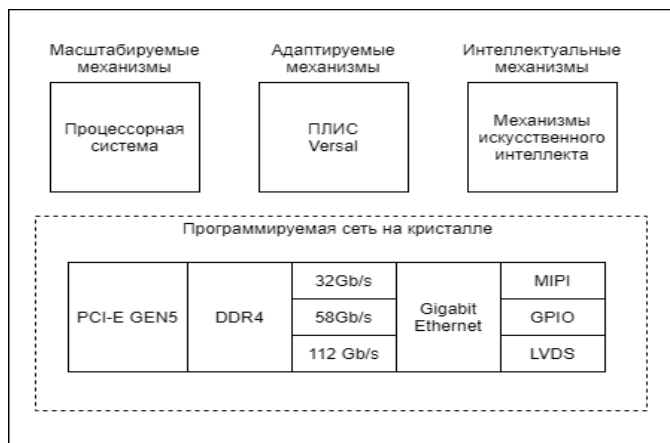 Масштабируемые
механизмы
Адаптируемые
механизмы
Интеллектуальные
механизмы
Процессорная
система
ПЛИС
Versal
Механизмы
искусственного
интеллекта
Программируемая сеть на кристалле
PCI-E GEN5
DDR4
32Gb/s
58Gb/s
112 Gb/s
Gigabit
Ethernet
MIPI
GPIO
LVDS